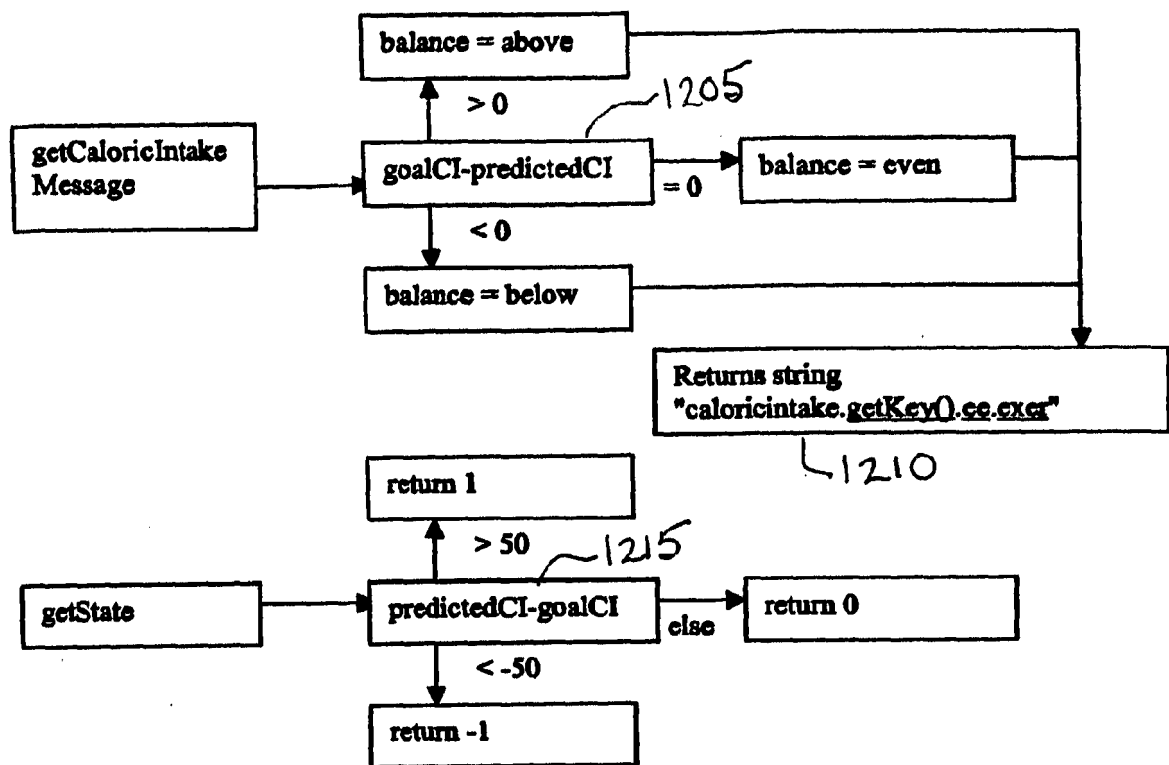 balance = above
> 0
1205
getCaloricIntake
Message
goalCI-predictedCI
= 0
balance = even
< 0
balance = below
Returns string
"caloricintake.getKey().ee.exer"
1210
return 1
> 50
1215
getState
predictedCI-goalCI
else
return 0
< -50
return -1